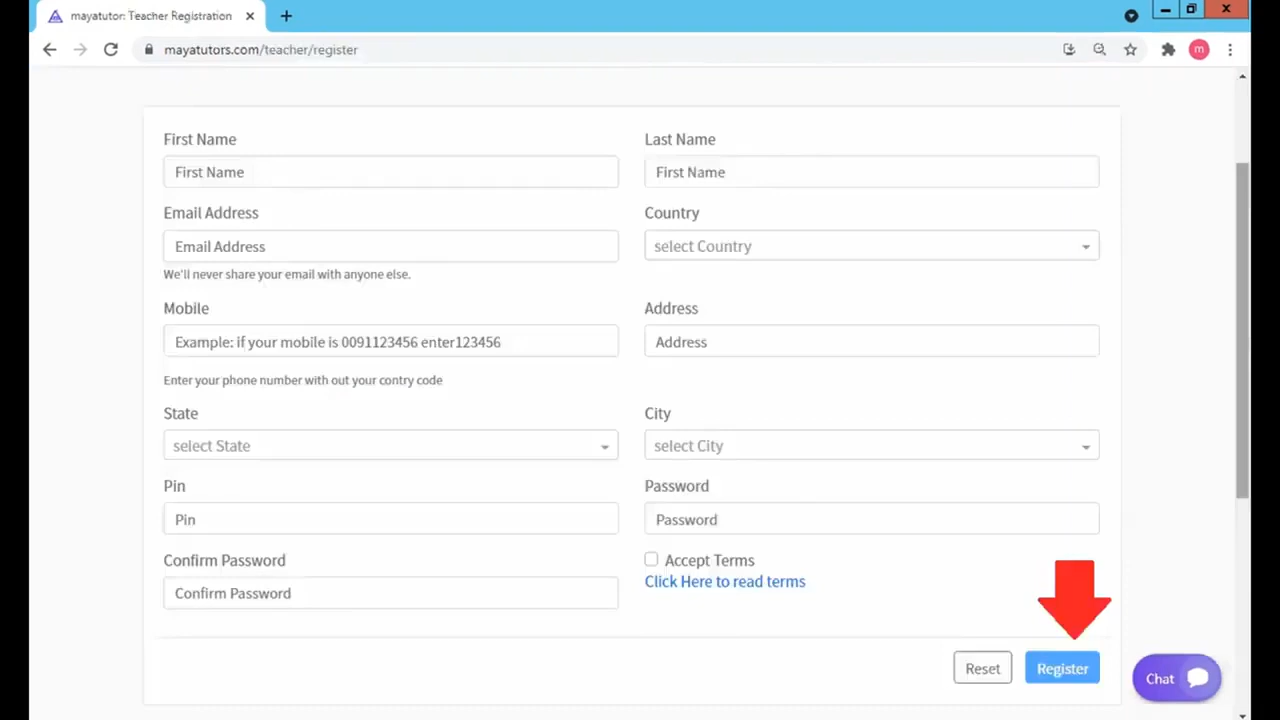 mayatutor: Teacher Registration
mayatutors.com/teacher/register
m
First Name
Last Name
First Name
First Name
Email Address
Country
Email Address
select Country
We'll never share your email with anyone else.
Mobile
Address
Example: if your mobile is 0091123456 enter123456
Address
Enter your phone number with out your contry code
State
City
select State
select City
Pin
Password
Pin
Password
Confirm Password
Accept Terms
Click Here to read terms
Confirm Password
Reset
Register
Chat